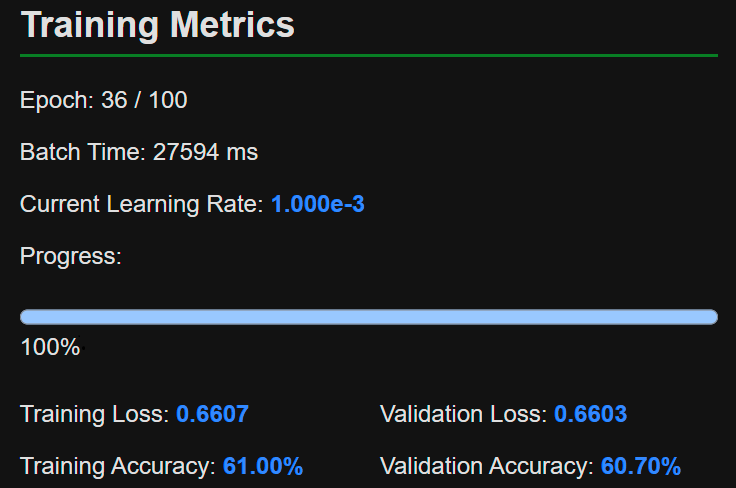 Training Metrics
Epoch: 36 / 100
Batch Time: 27594 ms
Current Learning Rate: 1.000e-3
Progress:
100%
Training Loss: 0.6607 Validation Loss: 0.6603
Training Accuracy: 61.00% Validation Accuracy: 60.70%